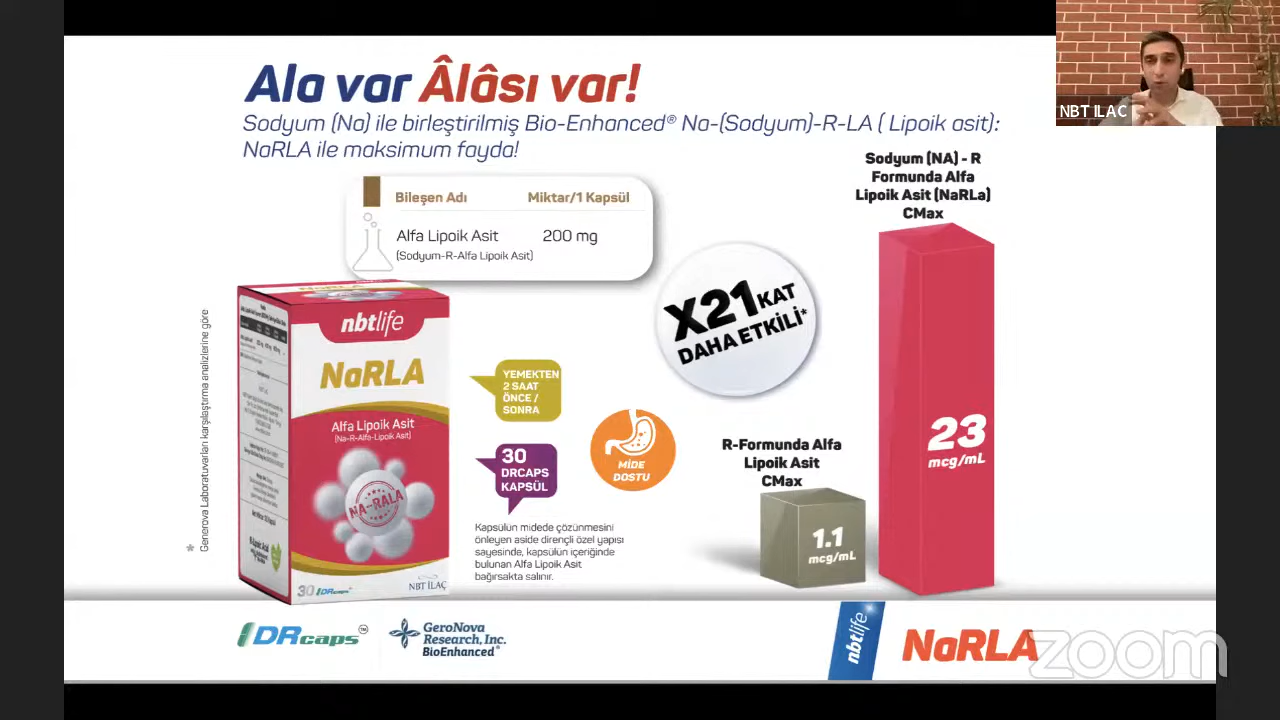 Ala var Âlâsı var!
Sodyum (Na) ile birleştirilmiş Bio-Enhanced® Na-(Sodyum)-R-LA ( Lipoik asit):
NaRLA ile maksimum fayda!
NBT ILAC
Bileşen Adı Miktar/1 Kapsül
Alfa Lipoik Asit 200 mg
(Sodyum-R-Alfa Lipoik Asit)
Sodyum (NA) - R
Formunda Alfa
Lipoik Asit (NaRLa)
CMax
23
mcg/mL
X21 KAT
DAHA ETKİLİ*
R-Formunda Alfa
Lipoik Asit
CMax
1.1
mcg/mL
* Generova Laboratuvarları karşılaştırma analizlerine göre
NaRLA
nbtlife
NaRLA
Alfa Lipoik Asit
(Na-R-Alfa-Lipoik Asit)
NA-RALA
30 DRcaps
NBT İLAÇ
YEMEKTEN
2 SAAT
ÖNCE /
SONRA
30
DRCAPS
KAPSÜL
MİDE
DOSTU
Kapsülün midede çözünmesini
önleyen aside dirençli özel yapısı
sayesinde, kapsülün içeriğinde
bulunan Alfa Lipoik Asit
bağırsakta salınır.
DRcaps™
GeroNova
Research, Inc.
BioEnhanced®
nbtlife
NaRLA
zoom